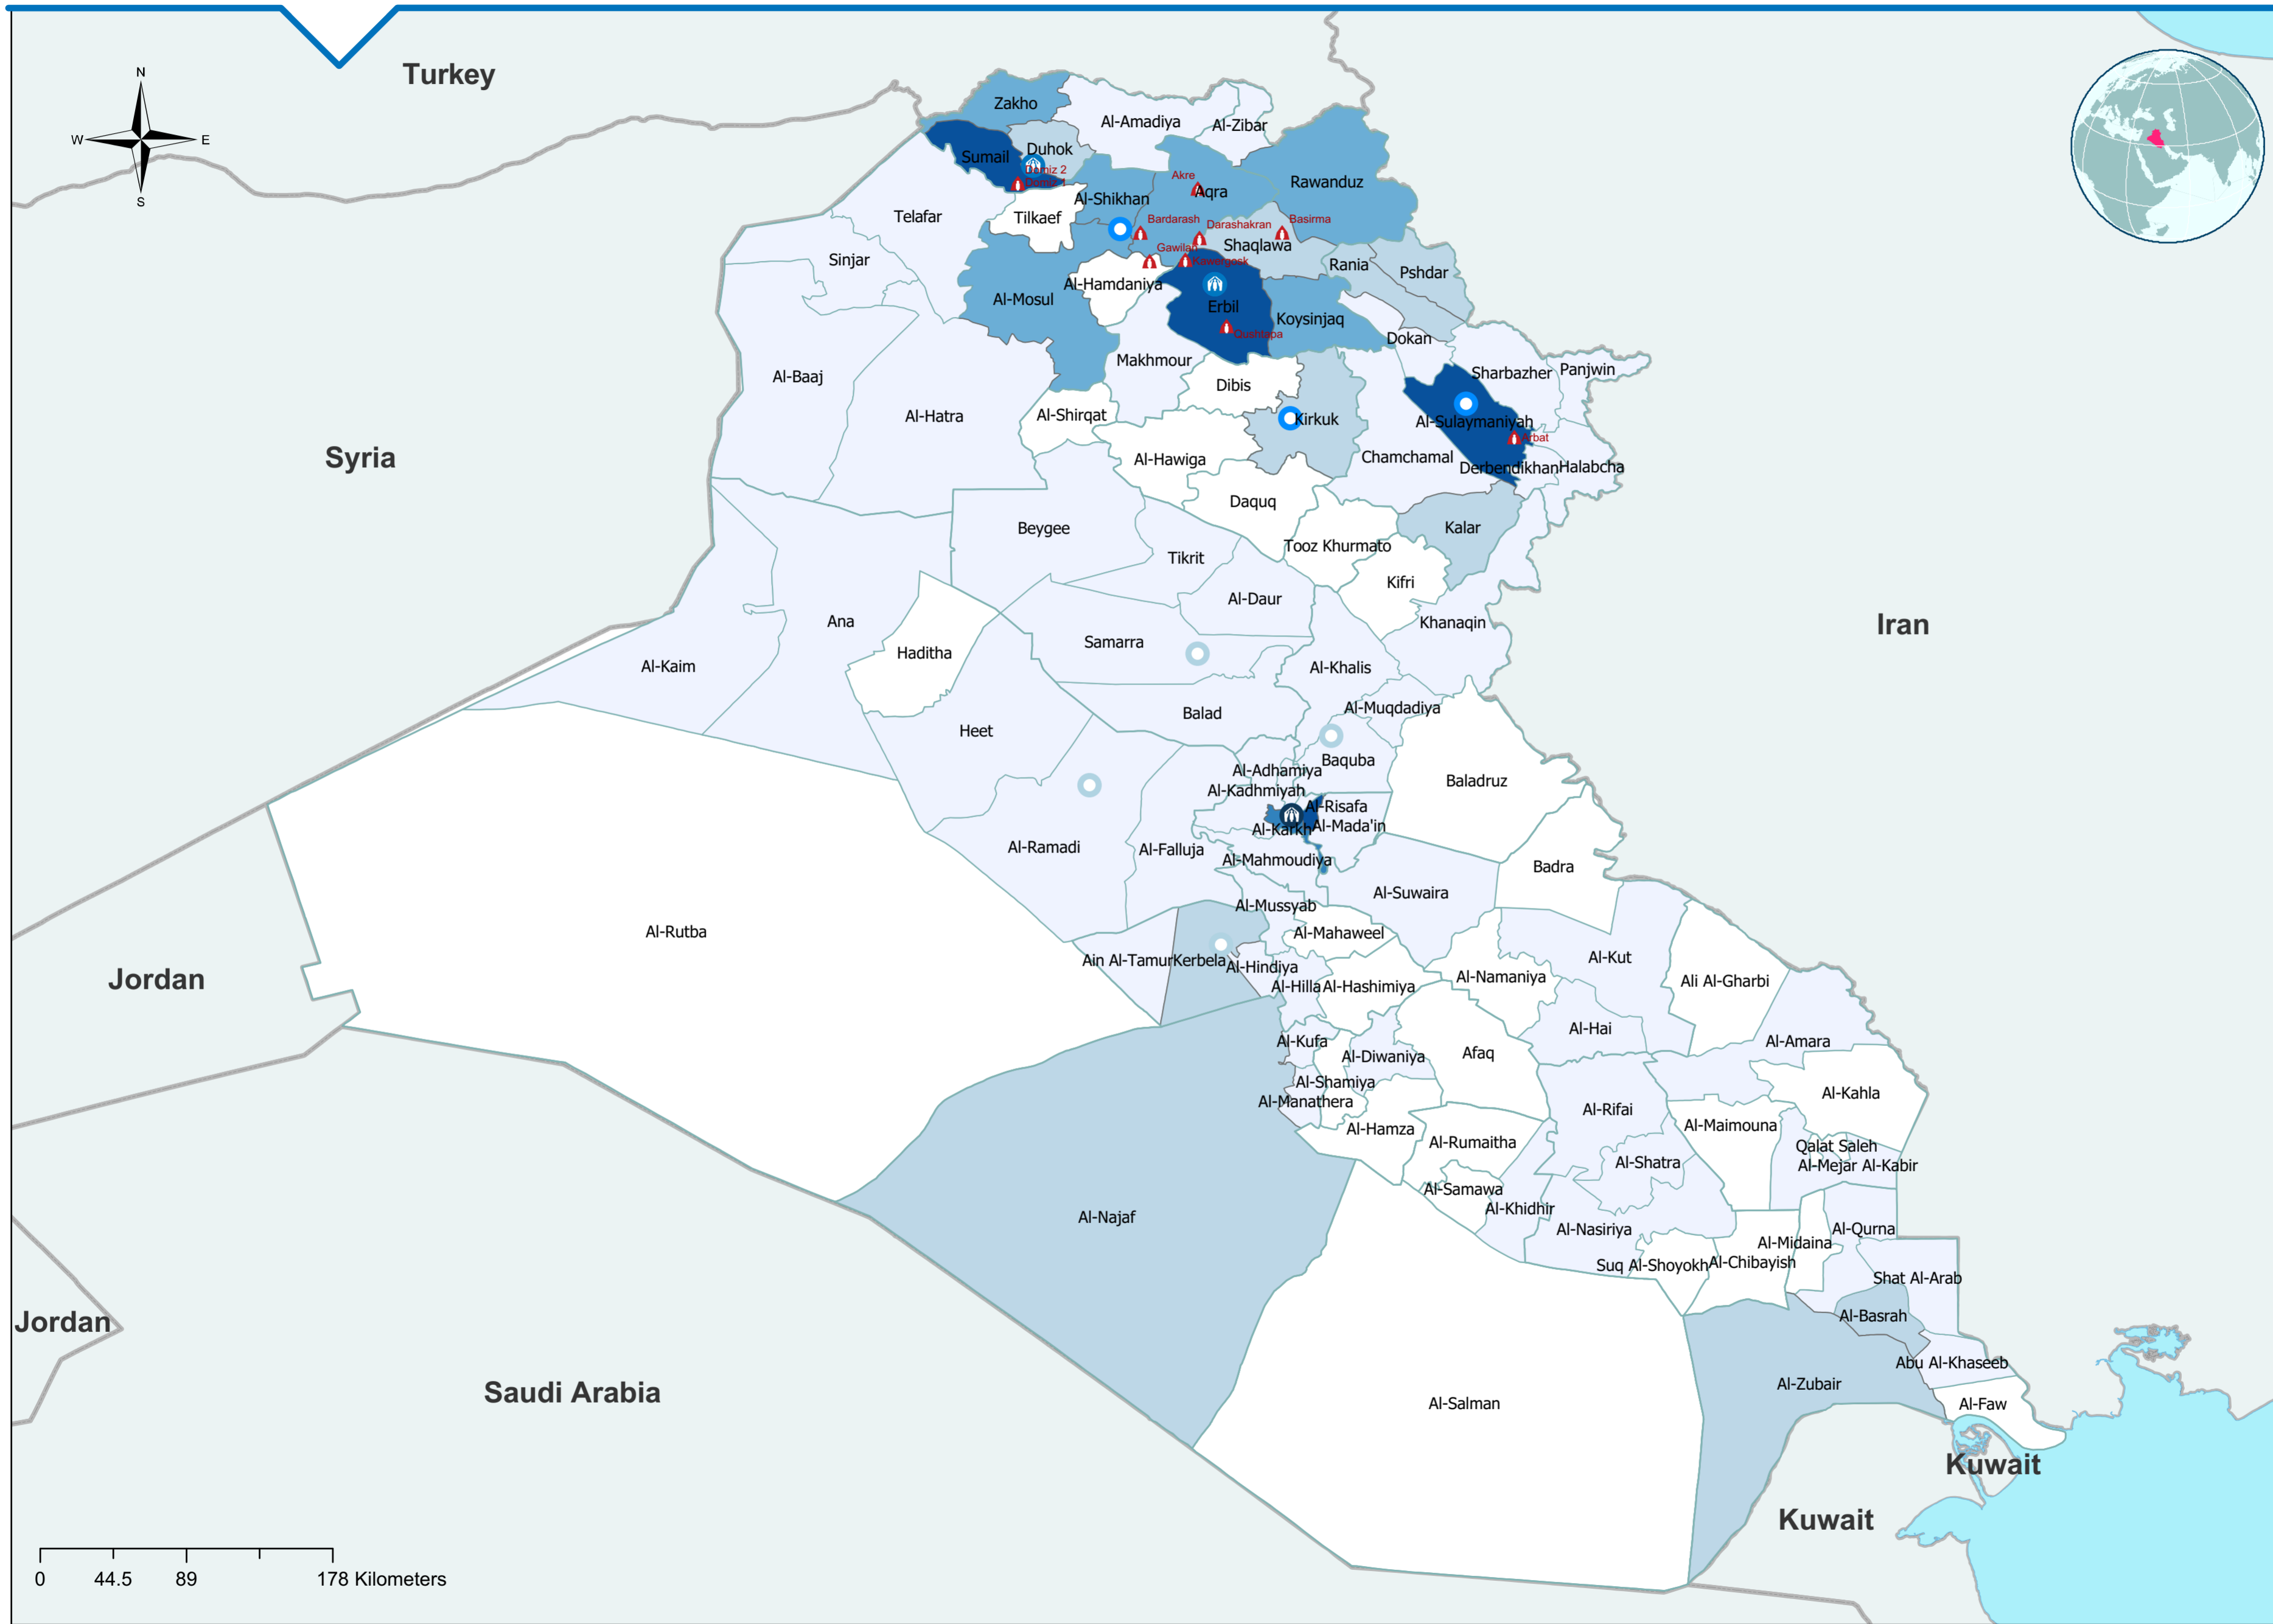 Turkey
N
W
E
S
Zakho
Al-Amadiya
Al-Zibar
Duhok
Sumail
Domiz 2
Domiz 1
Akre
Aqra
Rawanduz
Al-Shikhan
Telafar
Tilkaef
Bardarash
Darashakran
Basirma
Shaqlawa
Gawilan
Kawergosk
Sinjar
Rania
Pshdar
Al-Hamdaniya
Al-Mosul
Erbil
Koysinjaq
Qushtapa
Dokan
Makhmour
Sharbazher
Panjwin
Al-Baaj
Dibis
Al-Hatra
Al-Shirqat
Kirkuk
Al-Sulaymaniyah
Arbat
Syria
Al-Hawiga
Chamchamal
Derbendikhan
Halabcha
Daquq
Beygee
Kalar
Tooz Khurmato
Tikrit
Kifri
Al-Daur
Ana
Khanaqin
Iran
Samarra
Haditha
Al-Kaim
Al-Khalis
Al-Muqdadiya
Balad
Heet
Baquba
Al-Adhamiya
Baladruz
Al-Kadhmiyah
Al-Risafa
Al-Karkh
Al-Mada'in
Al-Ramadi
Al-Falluja
Al-Mahmoudiya
Badra
Al-Suwaira
Al-Mussyab
Al-Rutba
Al-Mahaweel
Ain Al-Tamur
Kerbela
Al-Hindiya
Al-Kut
Jordan
Al-Hilla
Al-Hashimiya
Al-Namaniya
Ali Al-Gharbi
Al-Hai
Al-Kufa
Al-Diwaniya
Afaq
Al-Amara
Al-Shamiya
Al-Manathera
Al-Kahla
Al-Rifai
Al-Hamza
Al-Rumaitha
Al-Maimouna
Qalat Saleh
Al-Shatra
Al-Mejar Al-Kabir
Al-Samawa
Al-Khidhir
Al-Najaf
Al-Nasiriya
Al-Qurna
Al-Midaina
Suq Al-Shoyokh
Al-Chibayish
Shat Al-Arab
Jordan
Al-Basrah
Abu Al-Khaseeb
Saudi Arabia
Al-Zubair
Al-Salman
Al-Faw
Kuwait
Kuwait
0 44.5 89 178 Kilometers